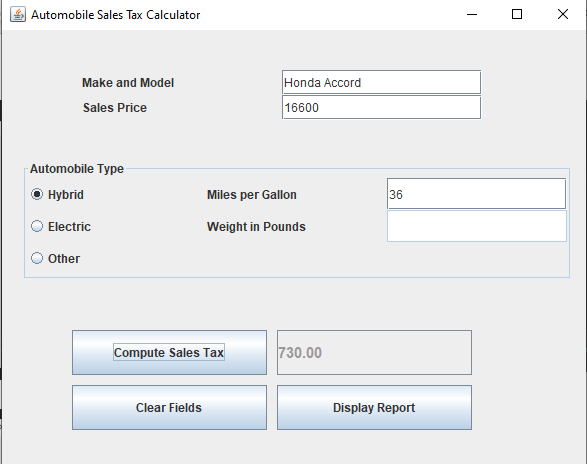 Automobile Sales Tax Calculator
Make and Model Honda Accord
Sales Price 16600
Automobile Type
Hybrid Miles per Gallon 36
Electric Weight in Pounds
Other
Compute Sales Tax 730.00
Clear Fields Display Report